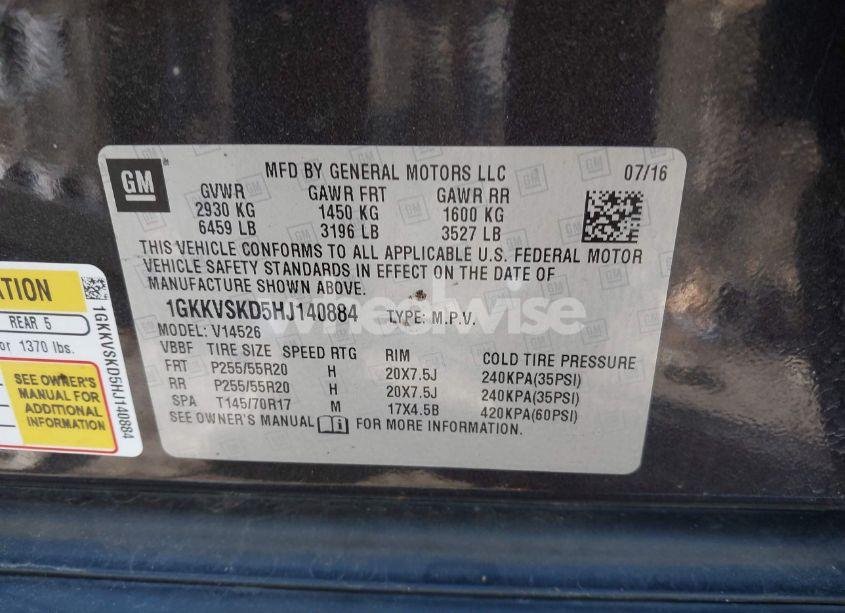 GM
MFD BY GENERAL MOTORS LLC 07/16
GVWR GAWR FRT GAWR RR
2930 KG 1450 KG 1600 KG
6459 LB 3196 LB 3527 LB
THIS VEHICLE CONFORMS TO ALL APPLICABLE U.S. FEDERAL MOTOR
VEHICLE SAFETY STANDARDS IN EFFECT ON THE DATE OF
MANUFACTURE SHOWN ABOVE.
1GKKVSKD5HJ140884 TYPE: M.P.V.
MODEL: V14526
VBBF TIRE SIZE SPEED RTG RIM COLD TIRE PRESSURE
FRT P255/55R20 H 20X7.5J 240KPA(35PSI)
RR P255/55R20 H 20X7.5J 240KPA(35PSI)
SPA T145/70R17 M 17X4.5B 420KPA(60PSI)
SEE OWNER'S MANUAL FOR MORE INFORMATION.
wheelwise
REAR 5
or 1370 lbs.
SEE OWNER'S
MANUAL FOR
ADDITIONAL
INFORMATION
1GKKVSKD5HJ140884